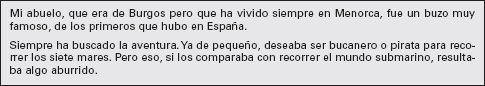 Mi abuelo, que era de Burgos pero que ha vivido siempre en Menorca, fue un buzo muy
famoso, de los primeros que hubo en España.
Siempre ha buscado la aventura. Ya de pequeño, deseaba ser bucanero o pirata para reco-
rrer los siete mares. Pero eso, si los comparaba con recorrer el mundo submarino, resulta-
ba algo aburrido.